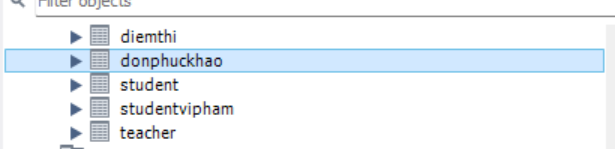 Filter objects
diemthi
donphuckhao
student
studentvipham
teacher